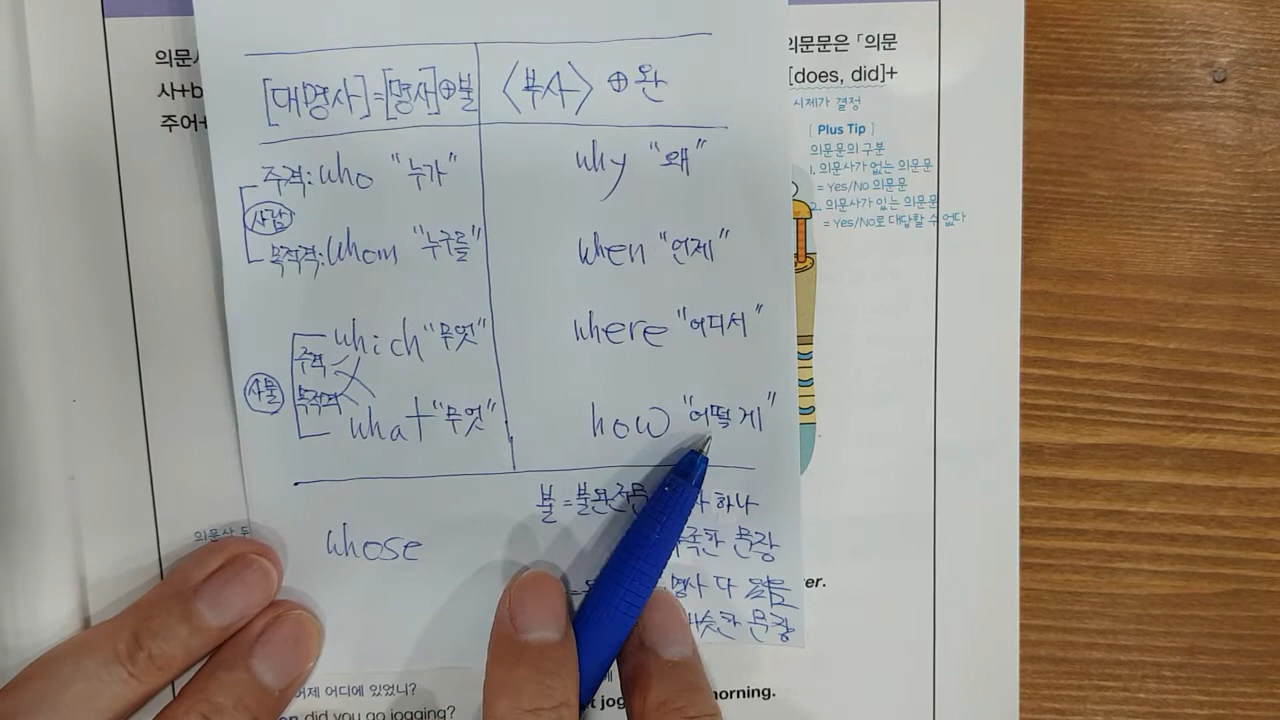 [대명사]=[명사]⊕불
<부사>⊕완
주격: who "누가"
사람
목적격: whom "누구를"
which "무엇"
주격
사물
목적격
what "무엇"
why "왜"
when "언제"
where "어디서"
how "어떻게"
whose
불=불완전문
하나
문장
명사 다 있음
문장
의문사
사+b
주어+
의문문은 「의문
[does, did]+
시제가 결정
[ Plus Tip ]
의문문의 구분
1. 의문사가 없는 의문문
= Yes/No 의문문
2. 의문사가 있는 의문문
= Yes/No로 대답할 수 없다
의문사 두
어제 어디에 있었니?
did you go jogging?
morning.